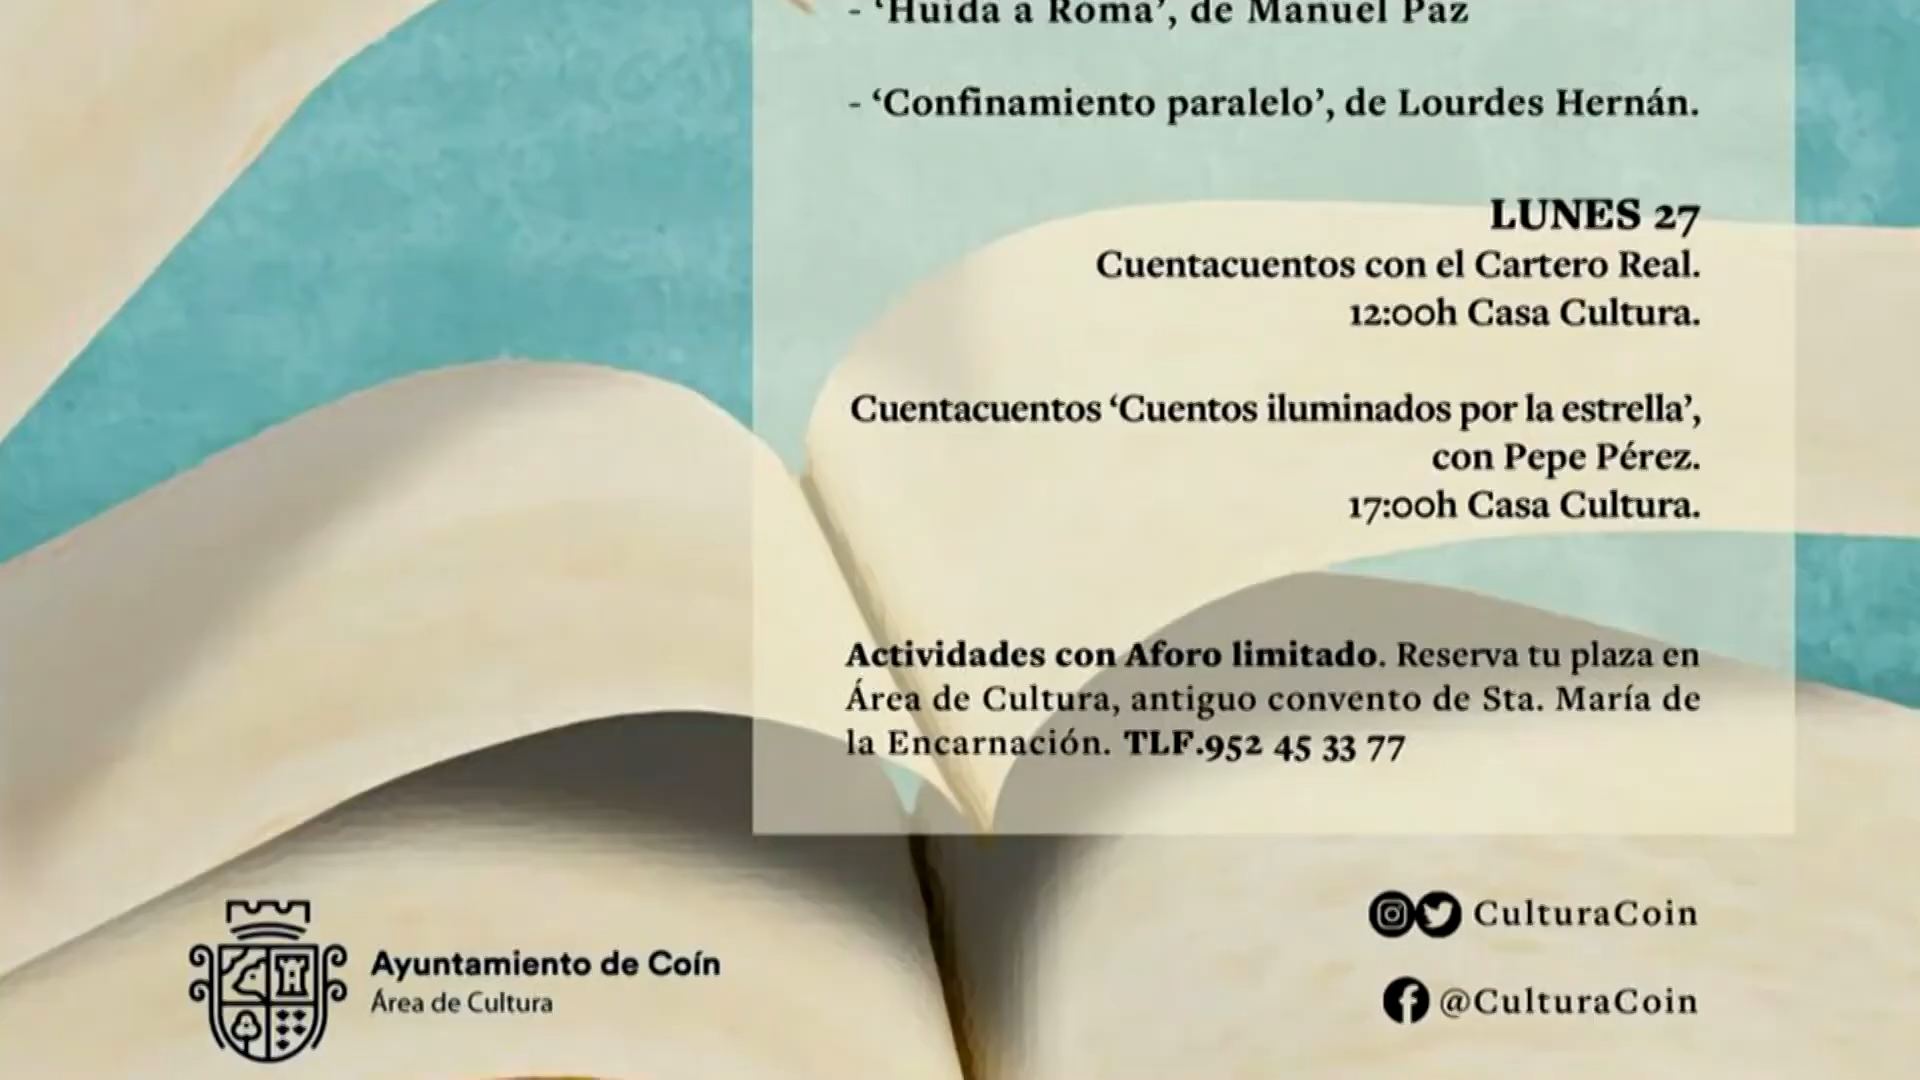 - ‘Huida a Roma’, de Manuel Paz
- ‘Confinamiento paralelo’, de Lourdes Hernán.
LUNES 27
Cuentacuentos con el Cartero Real.
12:00h Casa Cultura.
Cuentacuentos ‘Cuentos iluminados por la estrella’,
con Pepe Pérez.
17:00h Casa Cultura.
Actividades con Aforo limitado. Reserva tu plaza en
Área de Cultura, antiguo convento de Sta. María de
la Encarnación. TLF.952 45 33 77
Ayuntamiento de Coín
Área de Cultura
CulturaCoin
@CulturaCoin